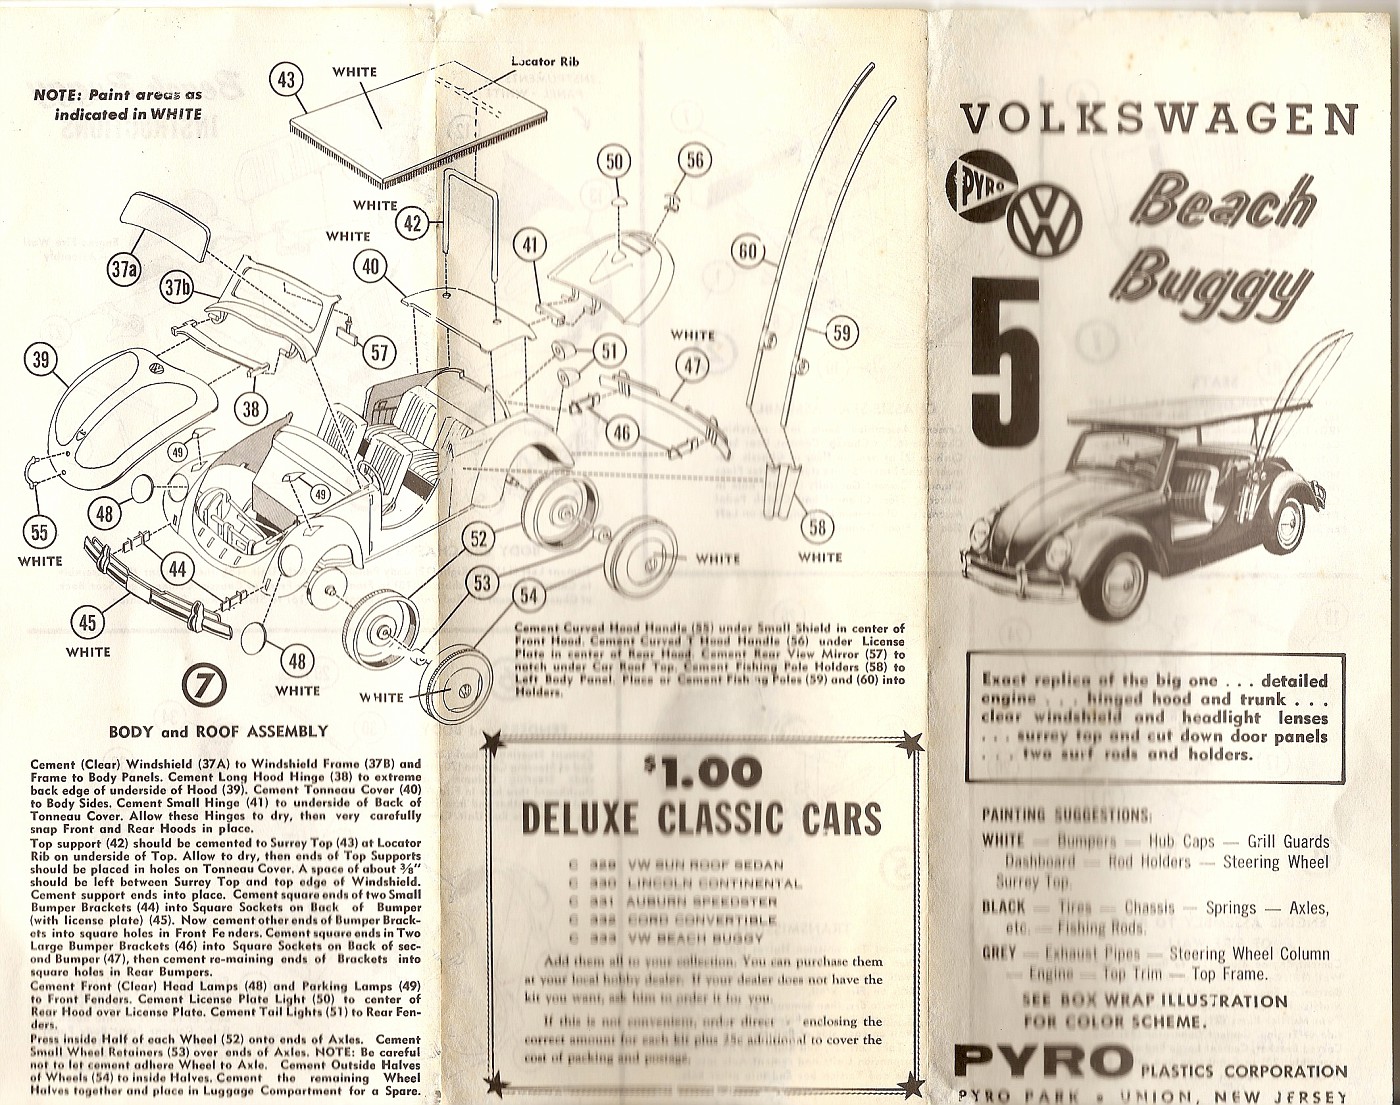 NOTE: Paint areas as
indicated in WHITE
43
WHITE
Locator Rib
WHITE
42
WHITE
40
41
50
56
37a
37b
57
39
38
51
WHITE
47
46
60
59
49
49
48
55
WHITE
44
45
WHITE
48
WHITE
52
53
54
WHITE
WHITE
58
WHITE
7
BODY and ROOF ASSEMBLY
Cement (Clear) Windshield (37A) to Windshield Frame (37B) and
Frame to Body Panels. Cement Long Hood Hinge (38) to extreme
back edge of underside of Hood (39). Cement Tonneau Cover (40)
to Body Sides. Cement Small Hinge (41) to underside of Back of
Tonneau Cover. Allow these Hinges to dry, then very carefully
snap Front and Rear Hoods in place.
Top support (42) should be cemented to Surrey Top (43) at Locator
Rib on underside of Top. Allow to dry, then ends of Top Supports
should be placed in holes on Tonneau Cover. A space of about 3/8"
should be left between Surrey Top and top edge of Windshield.
Cement support ends into place. Cement square ends of two Small
Bumper Brackets (44) into Square Sockets on Back of Bumper
(with license plate) (45). Now cement other ends of Bumper Brack-
ets into square holes in Front Fenders. Cement square ends in Two
Large Bumper Brackets (46) into Square Sockets on Back of sec-
ond Bumper (47), then cement re-maining ends of Brackets into
square holes in Rear Bumpers.
Cement Front (Clear) Head Lamps (48) and Parking Lamps (49)
to Front Fenders. Cement License Plate Light (50) to center of
Rear Hood over License Plate. Cement Tail Lights (51) to Rear Fen-
ders.
Press inside Half of each Wheel (52) onto ends of Axles. Cement
Small Wheel Retainers (53) over ends of Axles. NOTE: Be careful
not to let cement adhere Wheel to Axle. Cement Outside Halves
of Wheels (54) to inside Halves. Cement the remaining Wheel
Halves together and place in Luggage Compartment for a Spare.
Cement Curved Hood Handle (55) under Small Shield in center of
Front Hood. Cement Curved T Hood Handle (56) under License
Plate in center of Rear Hood. Cement Rear View Mirror (57) to
notch under Car Roof Top. Cement Fishing Pole Holders (58) to
Left Body Panel. Place or Cement Fishing Poles (59) and (60) into
Holders.
$1.00
DELUXE CLASSIC CARS
C 329 VW SUN ROOF SEDAN
C 330 LINCOLN CONTINENTAL
C 331 AUBURN SPEEDSTER
C 332 CORD CONVERTIBLE
C 333 VW BEACH BUGGY
Add them all to your collection. You can purchase them
at your local hobby dealer. If your dealer does not have the
kit you want, ask him to order it for you.
If this is not convenient, order direct enclosing the
correct amount for each kit plus 25c additional to cover the
cost of packing and postage.
VOLKSWAGEN
PYRO
VW
Beach
Buggy
5
Exact replica of the big one . . . detailed
engine . . . hinged hood and trunk . . .
clear windshield and headlight lenses
. . . surrey top and cut down door panels
. . . two surf rods and holders.
PAINTING SUGGESTIONS:
WHITE — Bumpers — Hub Caps — Grill Guards
Dashboard — Rod Holders — Steering Wheel
Surrey Top.
BLACK — Tires — Chassis — Springs — Axles,
etc. — Fishing Rods.
GREY — Exhaust Pipes — Steering Wheel Column
— Engine — Top Trim — Top Frame.
SEE BOX WRAP ILLUSTRATION
FOR COLOR SCHEME.
PYRO PLASTICS CORPORATION
PYRO PARK • UNION, NEW JERSEY